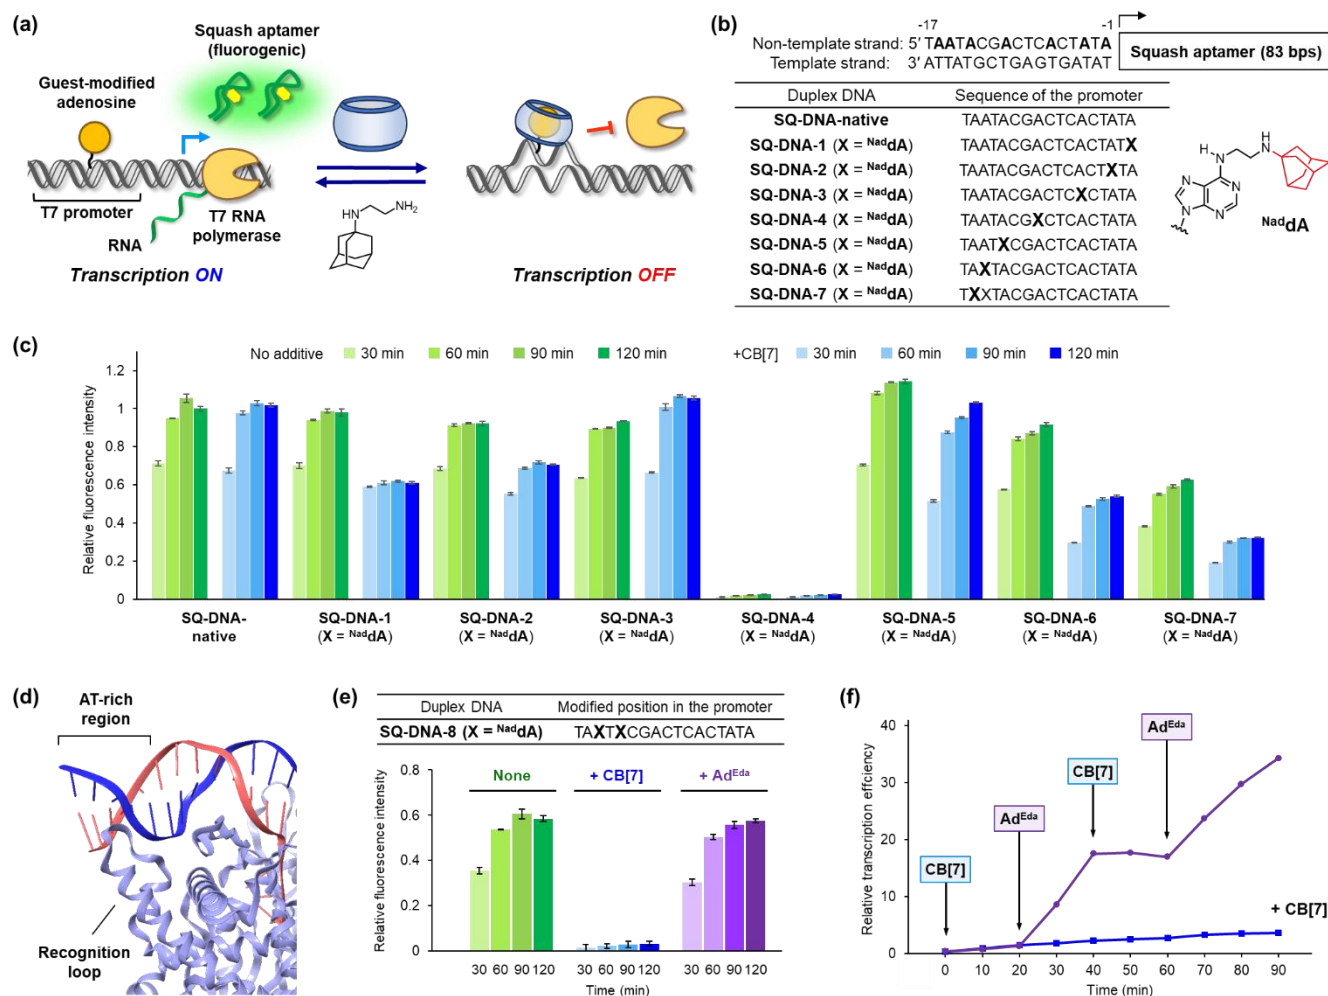 (a)
Squash aptamer
(fluorogenic)
Guest-modified
adenosine
T7 promoter
RNA
T7 RNA
polymerase
Transcription ON
HN
NH2
Transcription OFF
(b)
-17 -1
Non-template strand: 5′ TAATACGACTCACTATA
Template strand: 3′ ATTATGCTGAGTGATAT
Squash aptamer (83 bps)
Duplex DNA Sequence of the promoter
SQ-DNA-native TAATACGACTCACTATA
SQ-DNA-1 (X = NaddA) TAATACGACTCACTATX
SQ-DNA-2 (X = NaddA) TAATACGACTCACTXTA
SQ-DNA-3 (X = NaddA) TAATACGACTCXCTATA
SQ-DNA-4 (X = NaddA) TAATACGXCTCACTATA
SQ-DNA-5 (X = NaddA) TAATXCGACTCACTATA
SQ-DNA-6 (X = NaddA) TAXTACGACTCACTATA
SQ-DNA-7 (X = NaddA) TXXTACGACTCACTATA
H
N
HN
N
N
N
N
NaddA
(c)
No additive 30 min 60 min 90 min 120 min +CB[7] 30 min 60 min 90 min 120 min
Relative fluorescence intensity
1.2
1
0.8
0.6
0.4
0.2
0
SQ-DNA-native
SQ-DNA-1 (X = NaddA)
SQ-DNA-2 (X = NaddA)
SQ-DNA-3 (X = NaddA)
SQ-DNA-4 (X = NaddA)
SQ-DNA-5 (X = NaddA)
SQ-DNA-6 (X = NaddA)
SQ-DNA-7 (X = NaddA)
(d)
AT-rich
region
Recognition
loop
(e)
Duplex DNA Modified position in the promoter
SQ-DNA-8 (X = NaddA) TAXTXCGACTCACTATA
None + CB[7] + AdEda
Relative fluorescence intensity
0.8
0.6
0.4
0.2
0
30 60 90 120 30 60 90 120 30 60 90 120
Time (min)
(f)
Relative transcription effciency
40
30
20
10
0
CB[7]
AdEda
CB[7]
AdEda
+ CB[7]
0 10 20 30 40 50 60 70 80 90
Time (min)